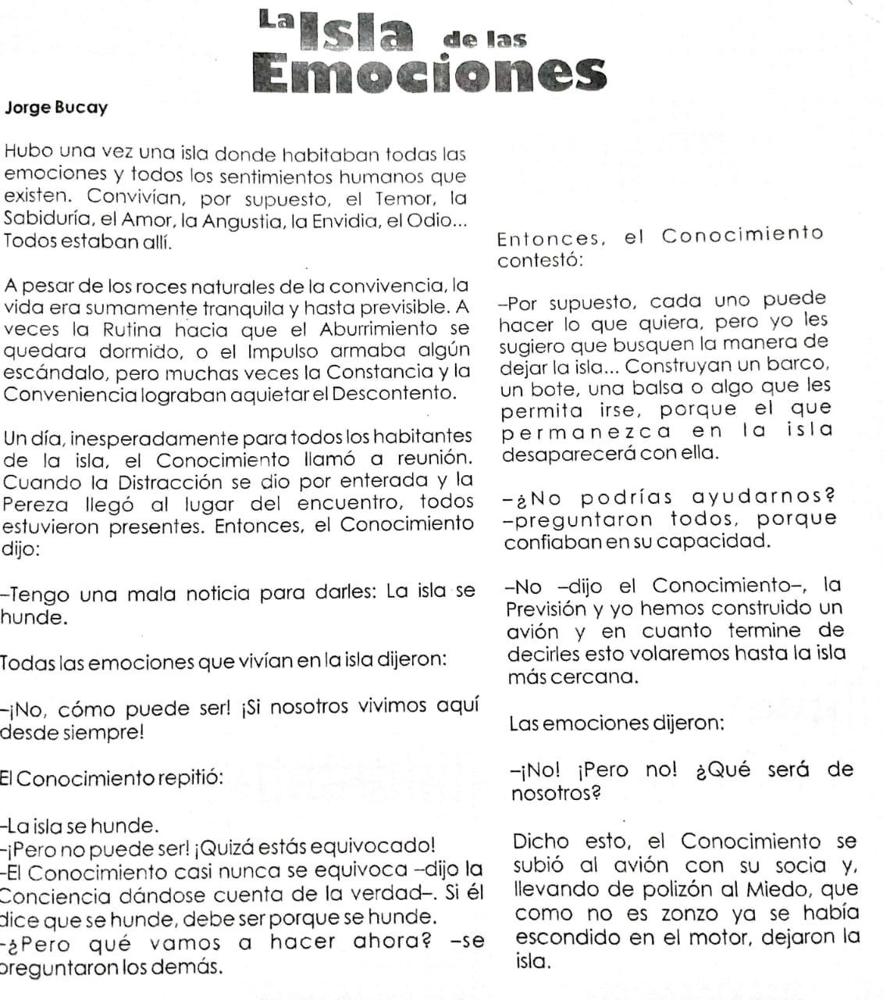 La Isla de las
Emociones
Jorge Bucay
Hubo una vez una isla donde habitaban todas las
emociones y todos los sentimientos humanos que
existen. Convivían, por supuesto, el Temor, la
Sabiduría, el Amor, la Angustia, la Envidia, el Odio...
Todos estaban allí.
A pesar de los roces naturales de la convivencia, la
vida era sumamente tranquila y hasta previsible. A
veces la Rutina hacia que el Aburrimiento se
quedara dormido, o el Impulso armaba algún
escándalo, pero muchas veces la Constancia y la
Conveniencia lograban aquietar el Descontento.
Un día, inesperadamente para todos los habitantes
de la isla, el Conocimiento llamó a reunión.
Cuando la Distracción se dio por enterada y la
Pereza llegó al lugar del encuentro, todos
estuvieron presentes. Entonces, el Conocimiento
dijo:
–Tengo una mala noticia para darles: La isla se
hunde.
Todas las emociones que vivían en la isla dijeron:
–¡No, cómo puede ser! ¡Si nosotros vivimos aquí
desde siempre!
El Conocimiento repitió:
–La isla se hunde.
–¡Pero no puede ser! ¡Quizá estás equivocado!
–El Conocimiento casi nunca se equivoca –dijo la
Conciencia dándose cuenta de la verdad–. Si él
dice que se hunde, debe ser porque se hunde.
–¿Pero qué vamos a hacer ahora? –se
preguntaron los demás.
Entonces, el Conocimiento
contestó:
–Por supuesto, cada uno puede
hacer lo que quiera, pero yo les
sugiero que busquen la manera de
dejar la isla... Construyan un barco,
un bote, una balsa o algo que les
permita irse, porque el que
permanezca en la isla
desaparecerá con ella.
–¿No podrías ayudarnos?
–preguntaron todos, porque
confiaban en su capacidad.
–No –dijo el Conocimiento–, la
Previsión y yo hemos construido un
avión y en cuanto termine de
decirles esto volaremos hasta la isla
más cercana.
Las emociones dijeron:
–¡No! ¡Pero no! ¿Qué será de
nosotros?
Dicho esto, el Conocimiento se
subió al avión con su socia y,
llevando de polizón al Miedo, que
como no es zonzo ya se había
escondido en el motor, dejaron la
isla.